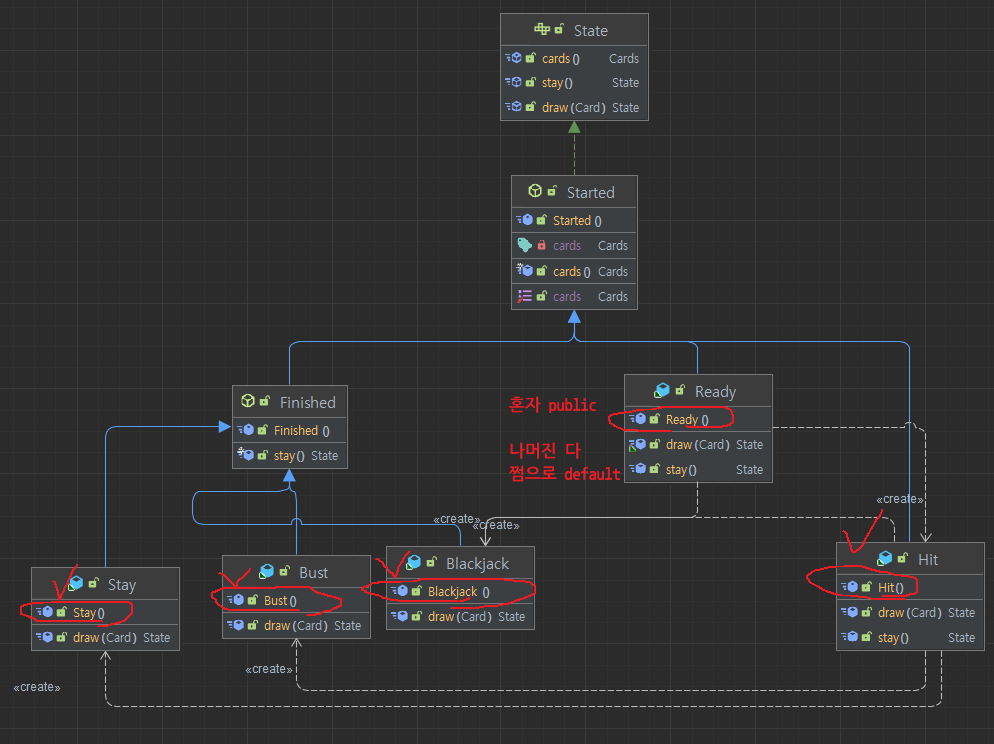 State
cards () Cards
stay () State
draw (Card) State
Started
Started ()
cards Cards
cards () Cards
cards Cards
Finished
Finished ()
stay () State
혼자 public
나머진 다
쩜으로 default
Ready
Ready ()
draw (Card) State
stay () State
«create»
«create»
«create»
Stay
Stay()
draw (Card) State
Bust
Bust ()
draw (Card) State
Blackjack
Blackjack ()
draw (Card) State
Hit
Hit()
draw (Card) State
stay () State
«create»
«create»